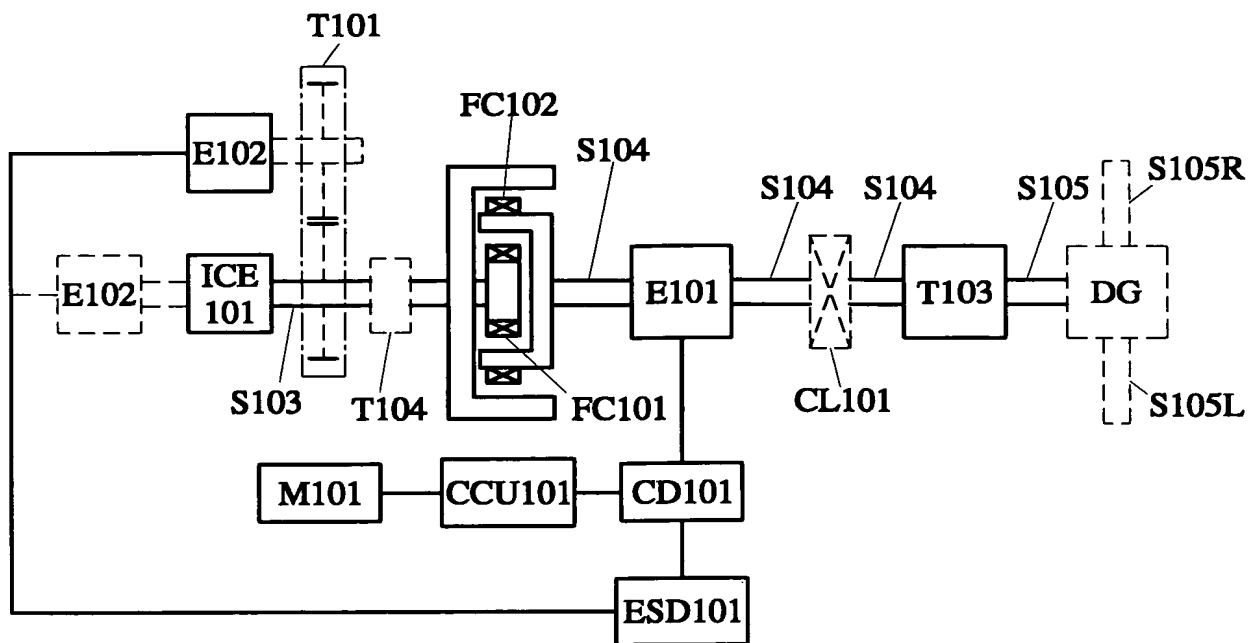 T101
FC102
S104
E102
S104
S104
S105
S105R
E102
ICE
101
E101
T103
DG
S103
T104
FC101
CL101
S105L
M101
CCU101
CD101
ESD101